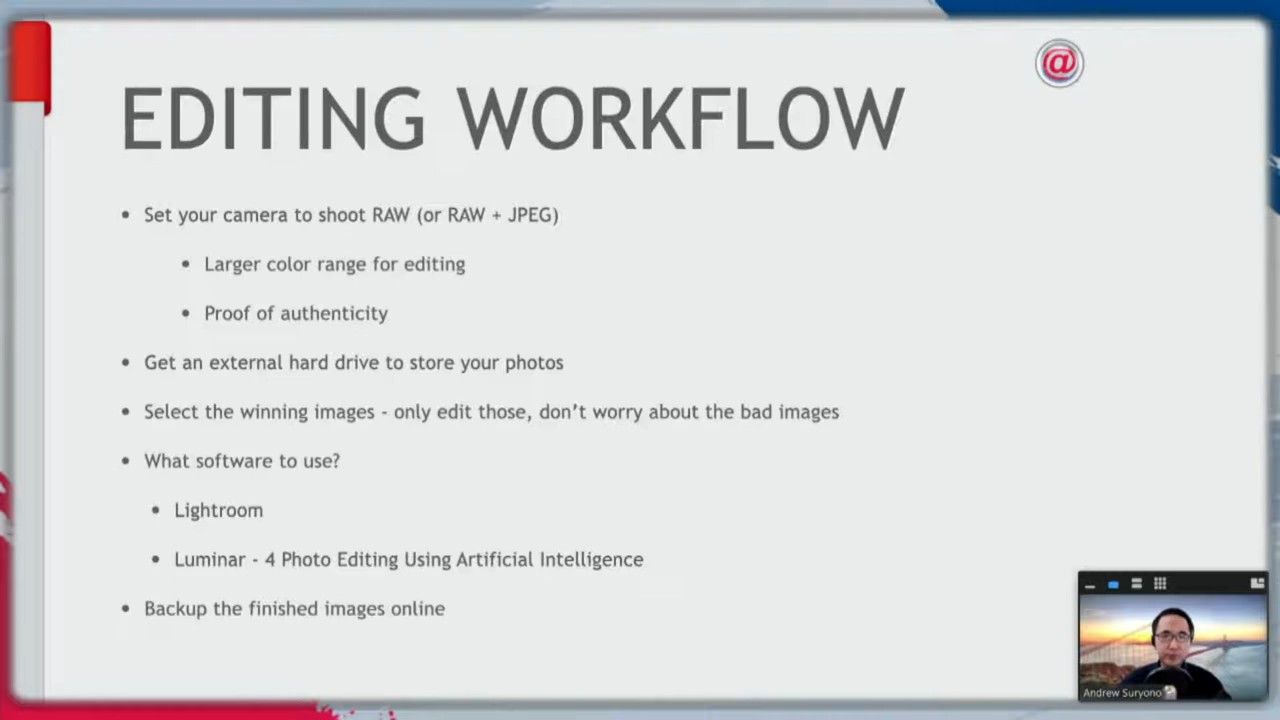 @
EDITING WORKFLOW
• Set your camera to shoot RAW (or RAW + JPEG)
• Larger color range for editing
• Proof of authenticity
• Get an external hard drive to store your photos
• Select the winning images - only edit those, don’t worry about the bad images
• What software to use?
• Lightroom
• Luminar - 4 Photo Editing Using Artificial Intelligence
• Backup the finished images online
Andrew Suryono